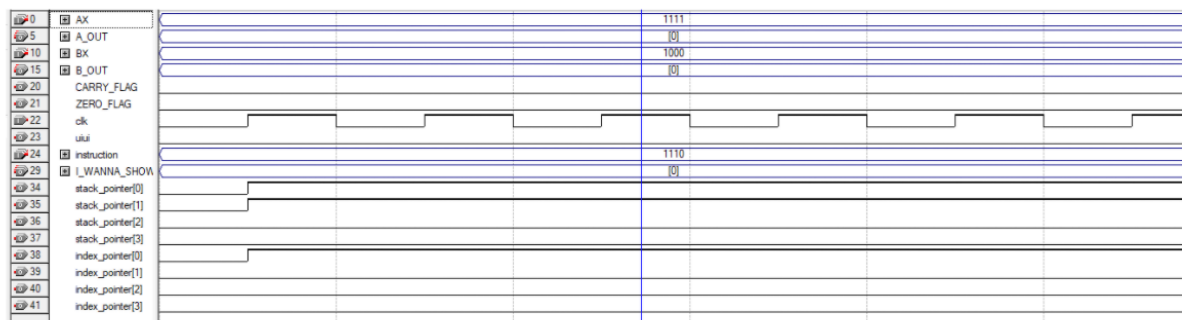 0 AX 1111
5 A_OUT [0]
10 BX 1000
15 B_OUT [0]
20 CARRY_FLAG
21 ZERO_FLAG
22 clk
23 uiui
24 instruction 1110
29 I_WANNA_SHOW [0]
34 stack_pointer[0]
35 stack_pointer[1]
36 stack_pointer[2]
37 stack_pointer[3]
38 index_pointer[0]
39 index_pointer[1]
40 index_pointer[2]
41 index_pointer[3]